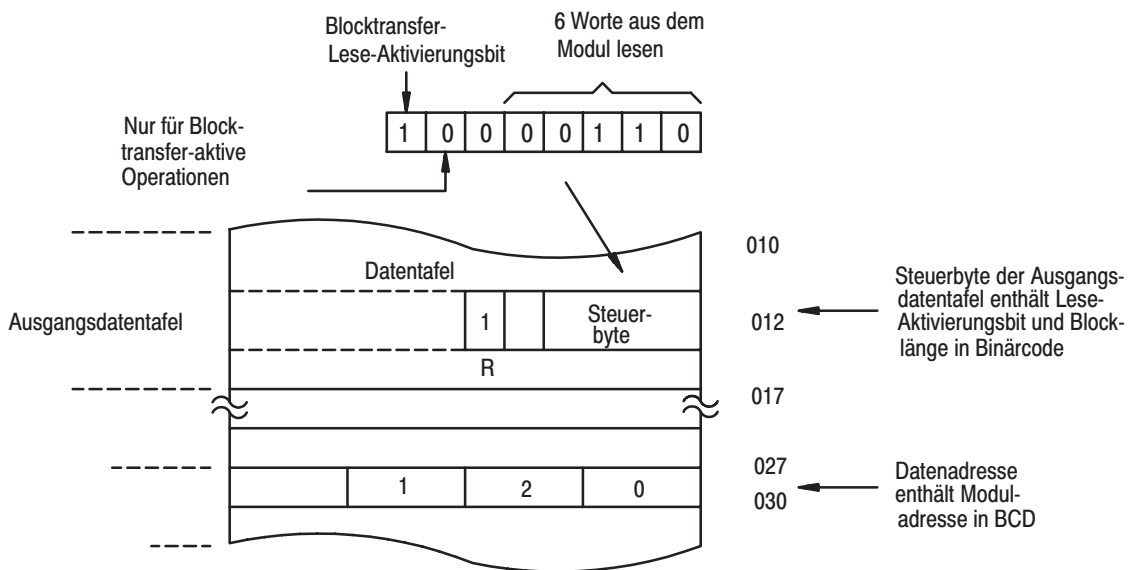 Blocktransfer-
Lese-Aktivierungsbit
6 Worte aus dem
Modul lesen
Nur für Block-
transfer-aktive
Operationen
1 0 0 0 0 1 1 0
010
Datentafel
Ausgangsdatentafel
1
Steuer-
byte
012
Steuerbyte der Ausgangs-
datentafel enthält Lese-
Aktivierungsbit und Block-
länge in Binärcode
R
017
027
1 2 0
030
Datenadresse
enthält Modul-
adresse in BCD